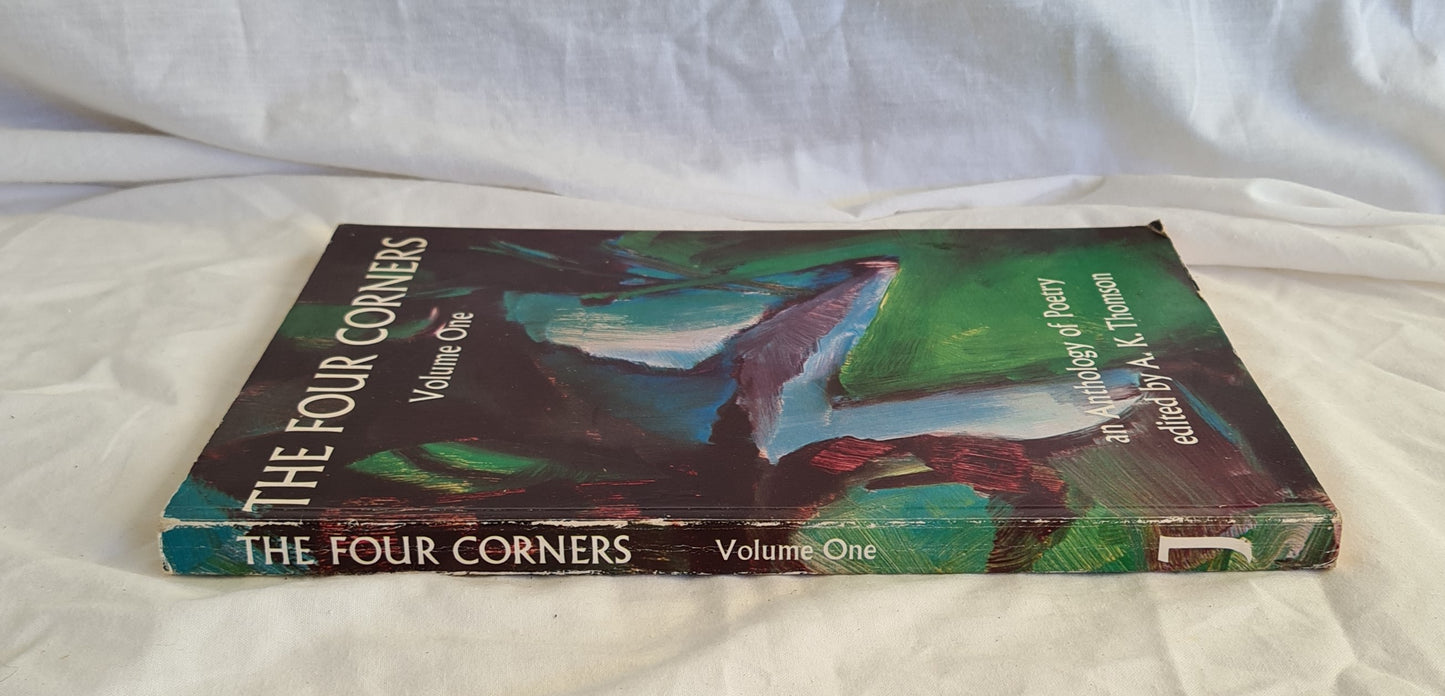 THE FOUR CORNERS
Volume One
an Anthology of Poetry
edited by A. K. Thomson
THE FOUR CORNERS Volume One J